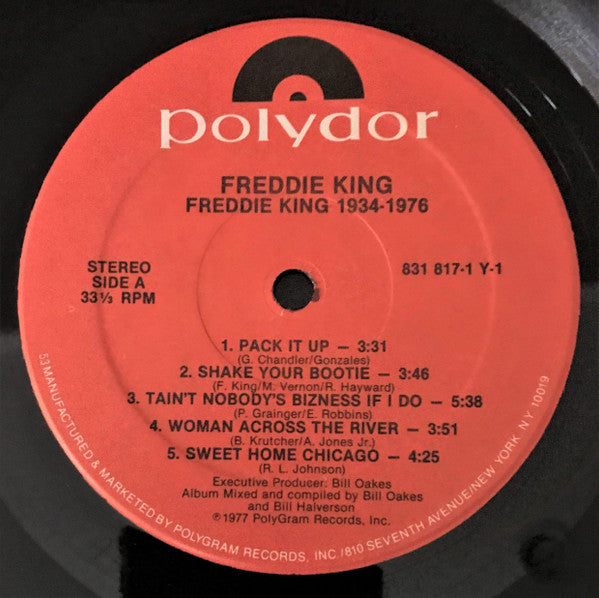 polydor
FREDDIE KING
FREDDIE KING 1934-1976
STEREO
SIDE A
33⅓ RPM
831 817-1 Y-1
1. PACK IT UP — 3:31
(G. Chandler/Gonzales)
2. SHAKE YOUR BOOTIE — 3:46
(F. King/M. Vernon/R. Hayward)
3. TAIN'T NOBODY'S BIZNESS IF I DO — 5:38
(P. Grainger/E. Robbins)
4. WOMAN ACROSS THE RIVER — 3:51
(B. Krutcher/A. Jones Jr.)
5. SWEET HOME CHICAGO — 4:25
(R. L. Johnson)
Executive Producer: Bill Oakes
Album Mixed and compiled by Bill Oakes
and Bill Halverson
℗1977 PolyGram Records, Inc.
53 MANUFACTURED & MARKETED BY POLYGRAM RECORDS, INC./810 SEVENTH AVENUE/NEW YORK, NY 10019